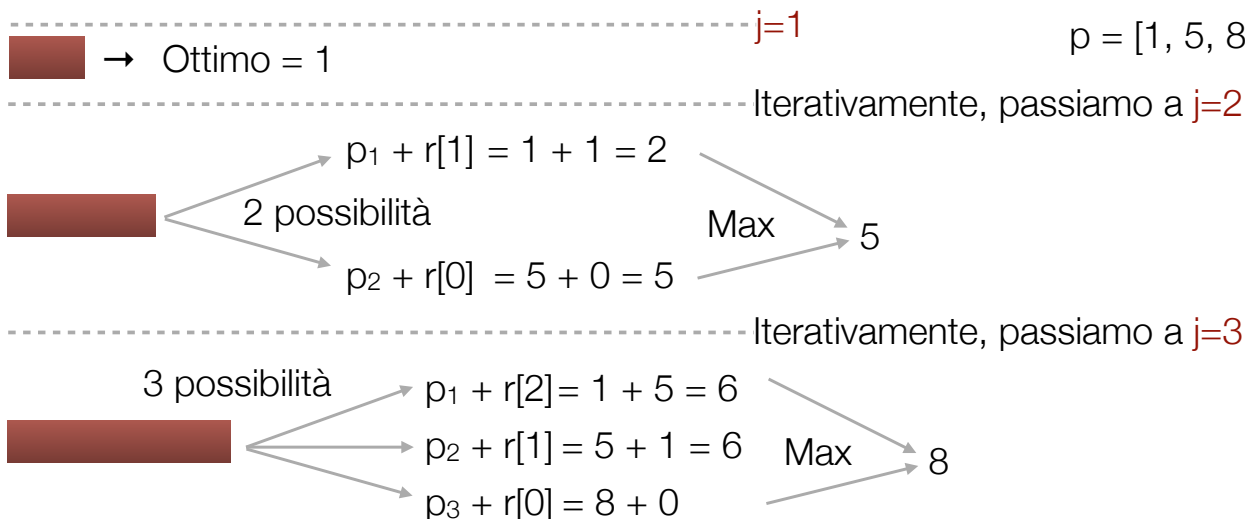 j=1
p = [1, 5, 8
→ Ottimo = 1
Iterativamente, passiamo a j=2
p₁ + r[1] = 1 + 1 = 2
2 possibilità
Max
5
p₂ + r[0] = 5 + 0 = 5
Iterativamente, passiamo a j=3
3 possibilità
p₁ + r[2] = 1 + 5 = 6
p₂ + r[1] = 5 + 1 = 6
Max
8
p₃ + r[0] = 8 + 0